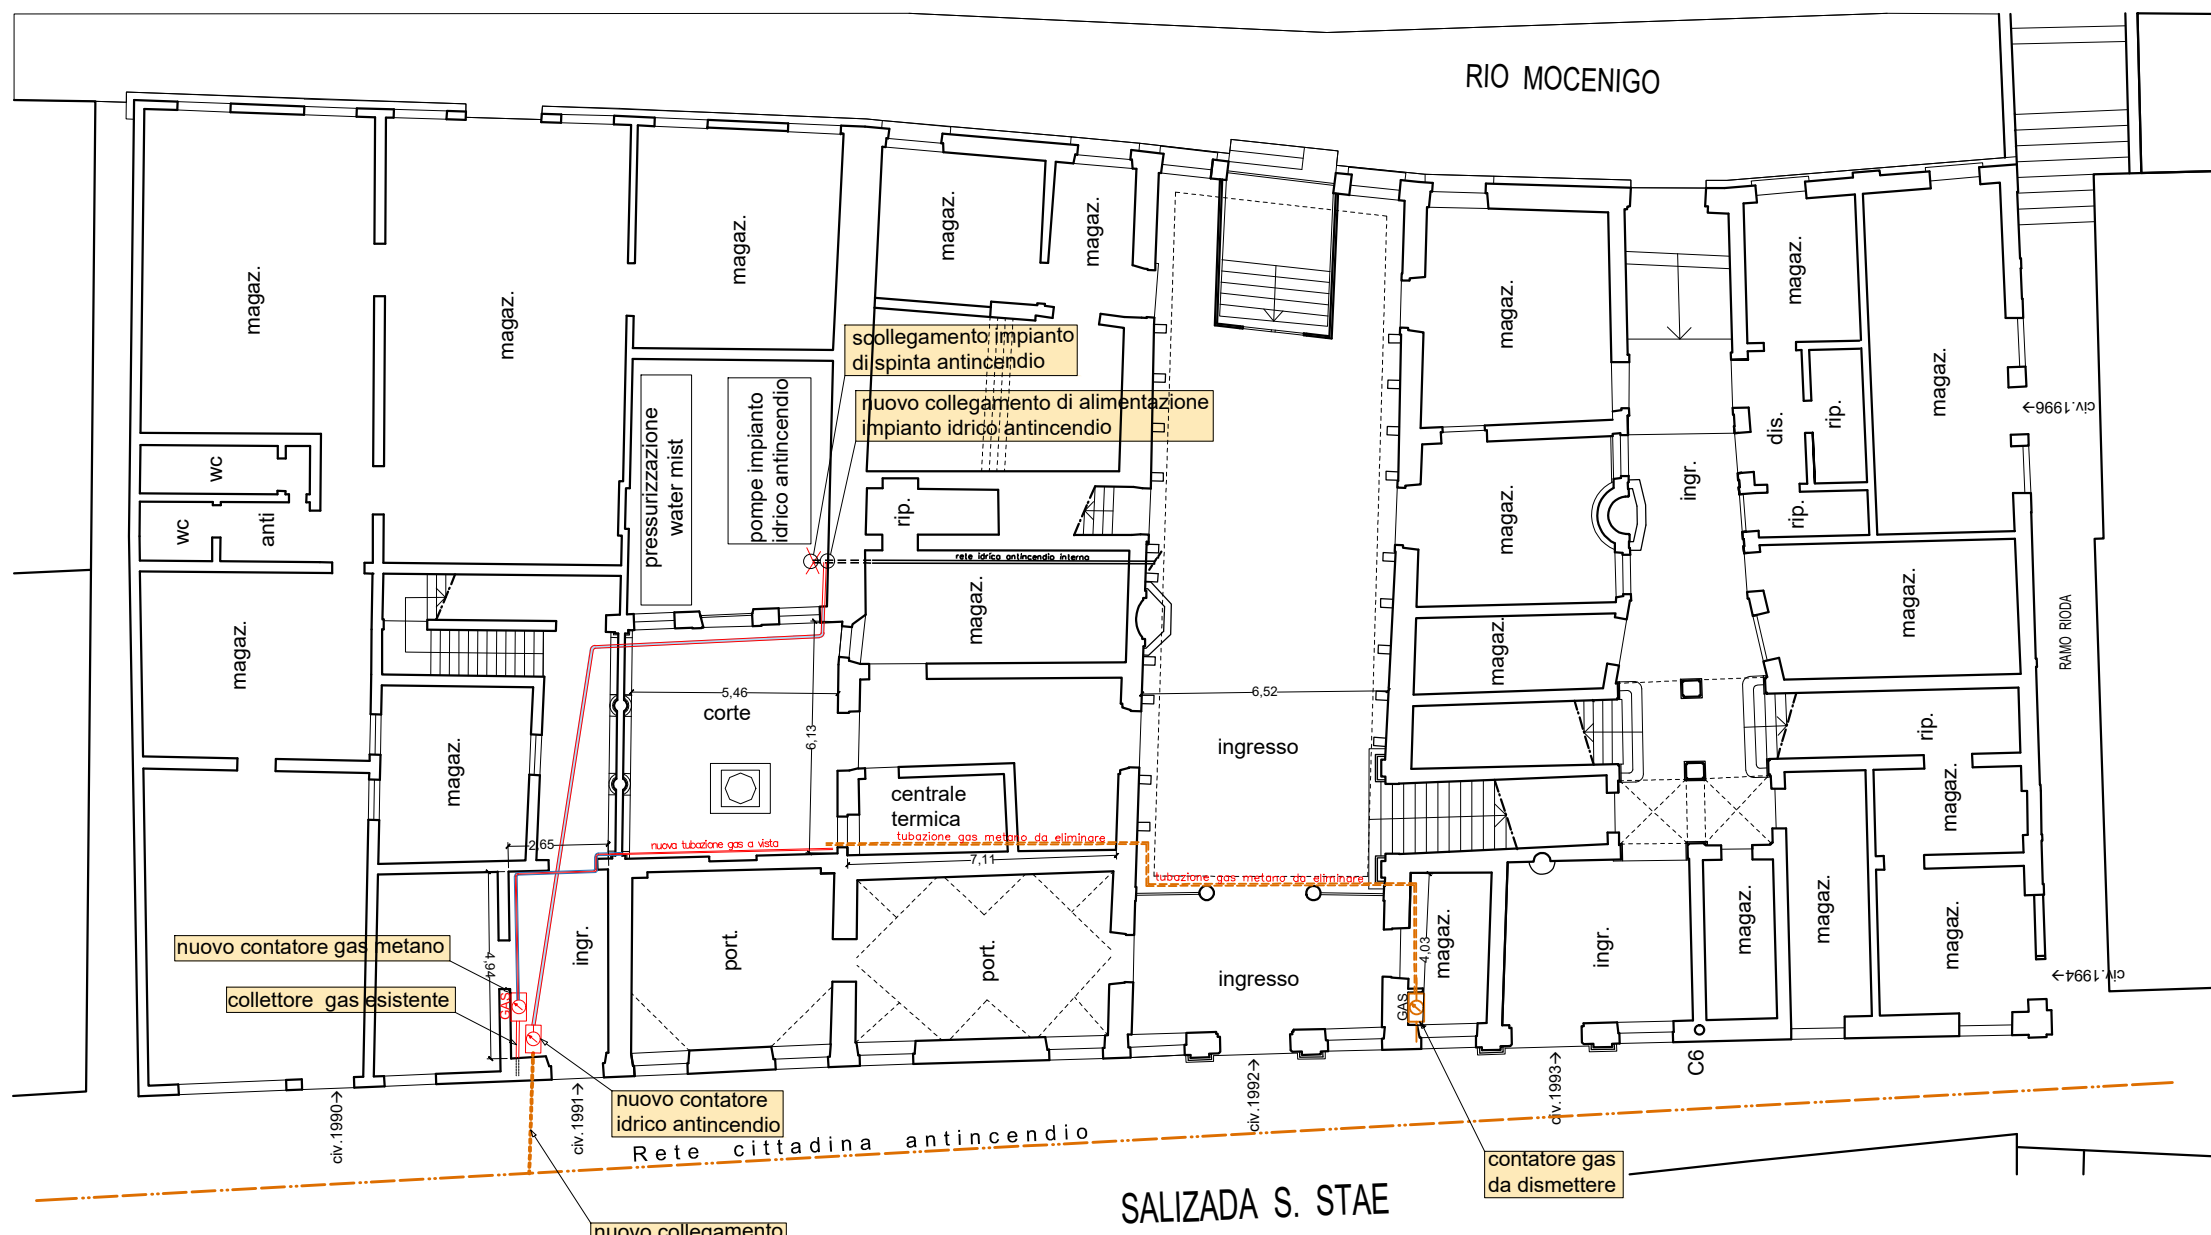 RIO MOCENIGO
magaz.
magaz.
magaz.
magaz.
magaz.
magaz.
magaz.
magaz.
scollegamento impianto
di spinta antincendio
nuovo collegamento di alimentazione
impianto idrico antincendio
pressurizzazione
water mist
pompe impianto
idrico antincendio
wc
wc
anti
rip.
rete idrica antincendio interna
magaz.
magaz.
ingr.
dis.
rip.
rip.
civ.1996→
magaz.
magaz.
magaz.
RAMO RIODA
magaz.
magaz.
5,46
corte
6,13
6,52
ingresso
rip.
magaz.
centrale
termica
2,65
nuova tubazione gas a vista
tubazione gas metano da eliminare
7,11
tubazione gas metano da eliminare
nuovo contatore gas metano
collettore gas esistente
4,94
GAS
ingr.
port.
port.
ingresso
GAS
4,03
magaz.
ingr.
magaz.
magaz.
magaz.
civ.1994→
C6
civ.1990→
civ.1991→
nuovo contatore
idrico antincendio
civ.1992→
civ.1993→
Rete cittadina antincendio
contatore gas
da dismettere
SALIZADA S. STAE
nuovo collegamento